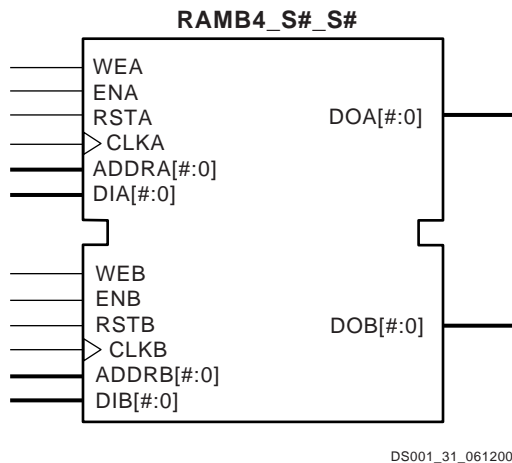 RAMB4_S#_S#
WEA
ENA
RSTA
DOA[#:0]
CLKA
ADDRA[#:0]
DIA[#:0]
WEB
ENB
RSTB
DOB[#:0]
CLKB
ADDRB[#:0]
DIB[#:0]
DS001_31_061200